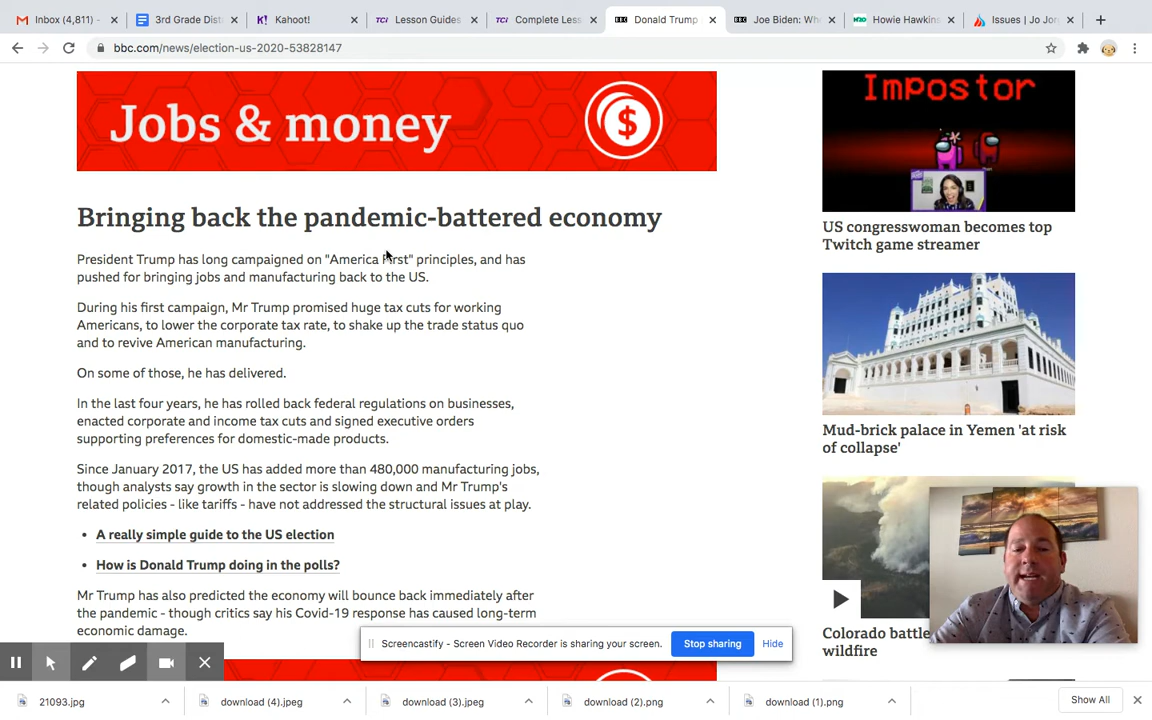 Inbox (4,811)
3rd Grade Dist
Kahoot!
TCI Lesson Guides
TCI Complete Less
BBC Donald Trump
BBC Joe Biden: Wh
Howie Hawkins
Issues | Jo Jor
bbc.com/news/election-us-2020-53828147
Jobs & money
$
Bringing back the pandemic-battered economy
President Trump has long campaigned on "America First" principles, and has
pushed for bringing jobs and manufacturing back to the US.
During his first campaign, Mr Trump promised huge tax cuts for working
Americans, to lower the corporate tax rate, to shake up the trade status quo
and to revive American manufacturing.
On some of those, he has delivered.
In the last four years, he has rolled back federal regulations on businesses,
enacted corporate and income tax cuts and signed executive orders
supporting preferences for domestic-made products.
Since January 2017, the US has added more than 480,000 manufacturing jobs,
though analysts say growth in the sector is slowing down and Mr Trump's
related policies - like tariffs - have not addressed the structural issues at play.
• A really simple guide to the US election
• How is Donald Trump doing in the polls?
Mr Trump has also predicted the economy will bounce back immediately after
the pandemic - though critics say his Covid-19 response has caused long-term
economic damage.
Impostor
US congresswoman becomes top
Twitch game streamer
Mud-brick palace in Yemen 'at risk
of collapse'
Colorado battle
wildfire
Screencastify - Screen Video Recorder is sharing your screen.
Stop sharing
Hide
21093.jpg
download (4).jpeg
download (3).jpeg
download (2).png
download (1).png
Show All